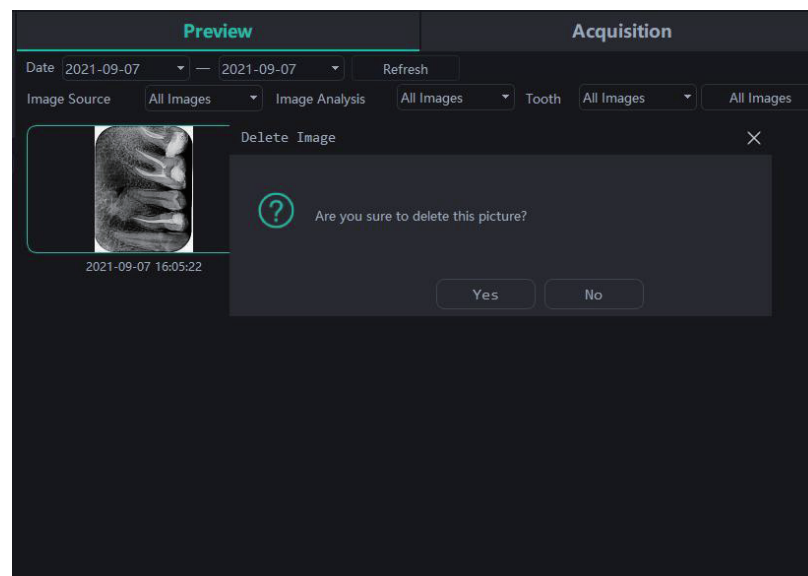 Preview Acquisition
Date 2021-09-07 — 2021-09-07 Refresh
Image Source All Images Image Analysis All Images Tooth All Images All Images
Delete Image
Are you sure to delete this picture?
2021-09-07 16:05:22
Yes No